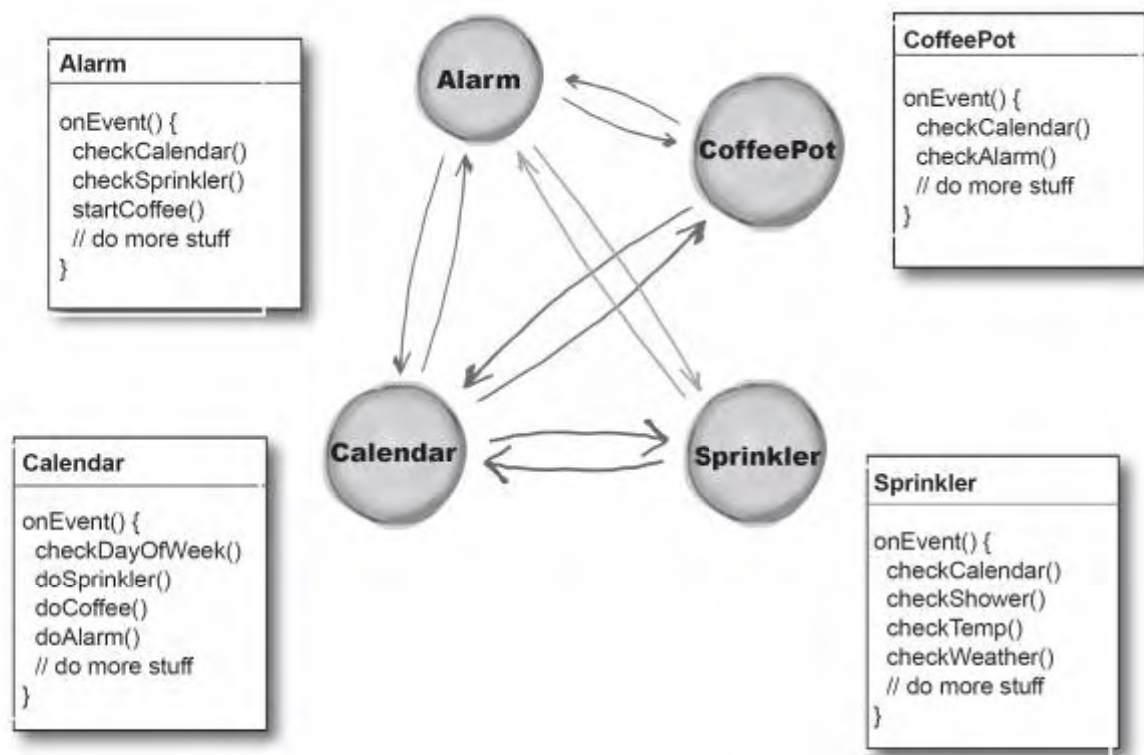 Alarm
onEvent() {
checkCalendar()
checkSprinkler()
startCoffee()
// do more stuff
}
Alarm
CoffeePot
CoffeePot
onEvent() {
checkCalendar()
checkAlarm()
// do more stuff
}
Calendar
Sprinkler
Calendar
onEvent() {
checkDayOfWeek()
doSprinkler()
doCoffee()
doAlarm()
// do more stuff
}
Sprinkler
onEvent() {
checkCalendar()
checkShower()
checkTemp()
checkWeather()
// do more stuff
}